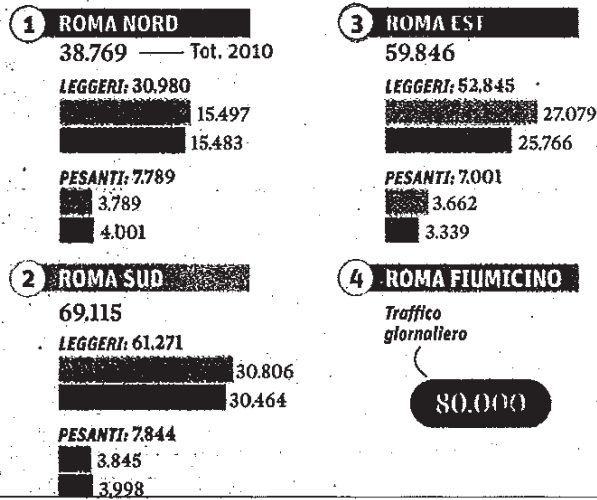 1 ROMA NORD
38.769 Tot. 2010
LEGGERI: 30.980
15.497
15.483
PESANTI: 7.789
3.789
4.001
2 ROMA SUD
69.115
LEGGERI: 61.271
30.806
30.464
PESANTI: 7.844
3.845
3.998
3 ROMA EST
59.846
LEGGERI: 52.845
27.079
25.766
PESANTI: 7.001
3.662
3.339
4 ROMA FIUMICINO
Traffico
giornaliero
80.000